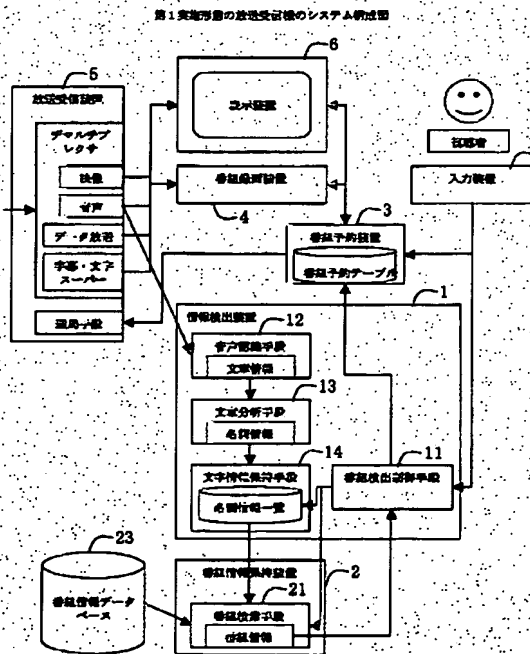 第1実施形態の放送受信機のシステム構成図
5
放送受信装置
デマルチプ
レクサ
映像
音声
データ放送
字幕・文字
スーパー
選局手段
6
表示装置
番組録画装置
4
視聴者
入力装置
3
番組予約装置
番組予約テーブル
1
情報検出装置
12
音声認識手段
文章情報
13
文章分析手段
名詞情報
14
文字情報保持手段
名詞情報一覧
11
番組検出制御手段
23
番組情報データ
ベース
2
番組情報保持装置
21
番組検索手段
番組情報